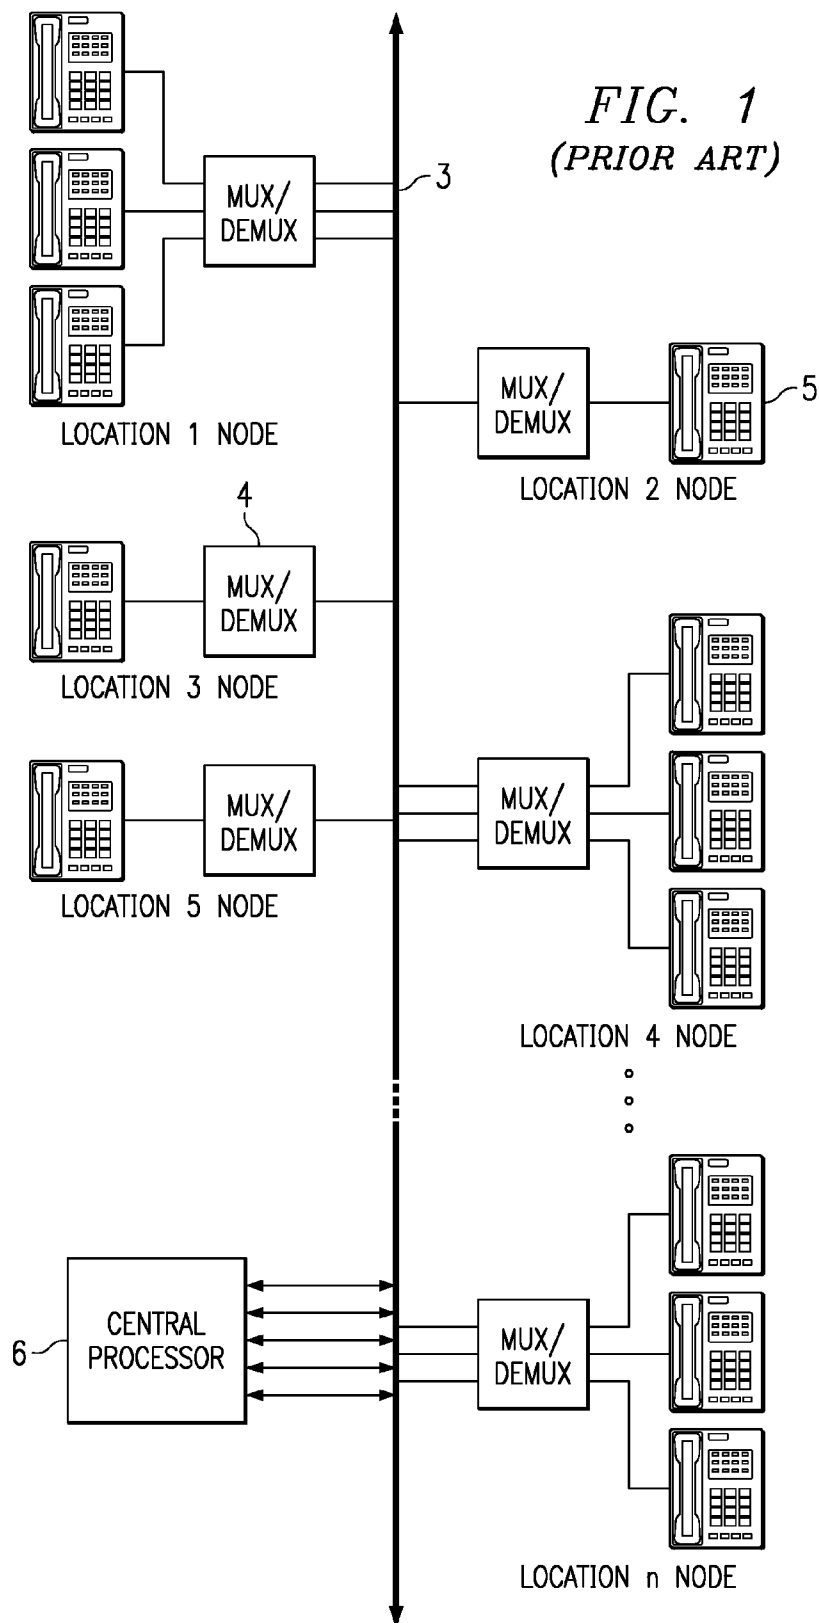 FIG. 1
(PRIOR ART)
3
MUX/
DEMUX
LOCATION 1 NODE
MUX/
DEMUX
5
LOCATION 2 NODE
4
MUX/
DEMUX
LOCATION 3 NODE
MUX/
DEMUX
LOCATION 4 NODE
MUX/
DEMUX
LOCATION 5 NODE
6
CENTRAL
PROCESSOR
MUX/
DEMUX
LOCATION n NODE